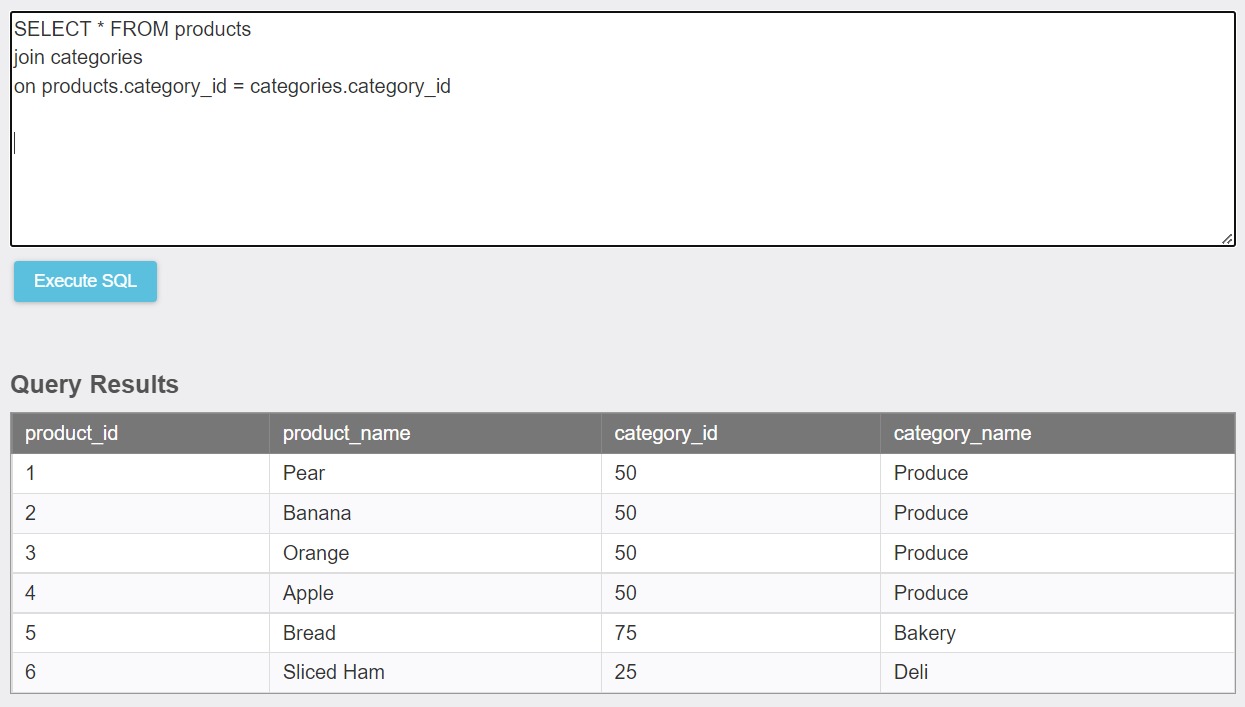 SELECT * FROM products
join categories
on products.category_id = categories.category_id
Execute SQL
Query Results
product_id product_name category_id category_name
1 Pear 50 Produce
2 Banana 50 Produce
3 Orange 50 Produce
4 Apple 50 Produce
5 Bread 75 Bakery
6 Sliced Ham 25 Deli